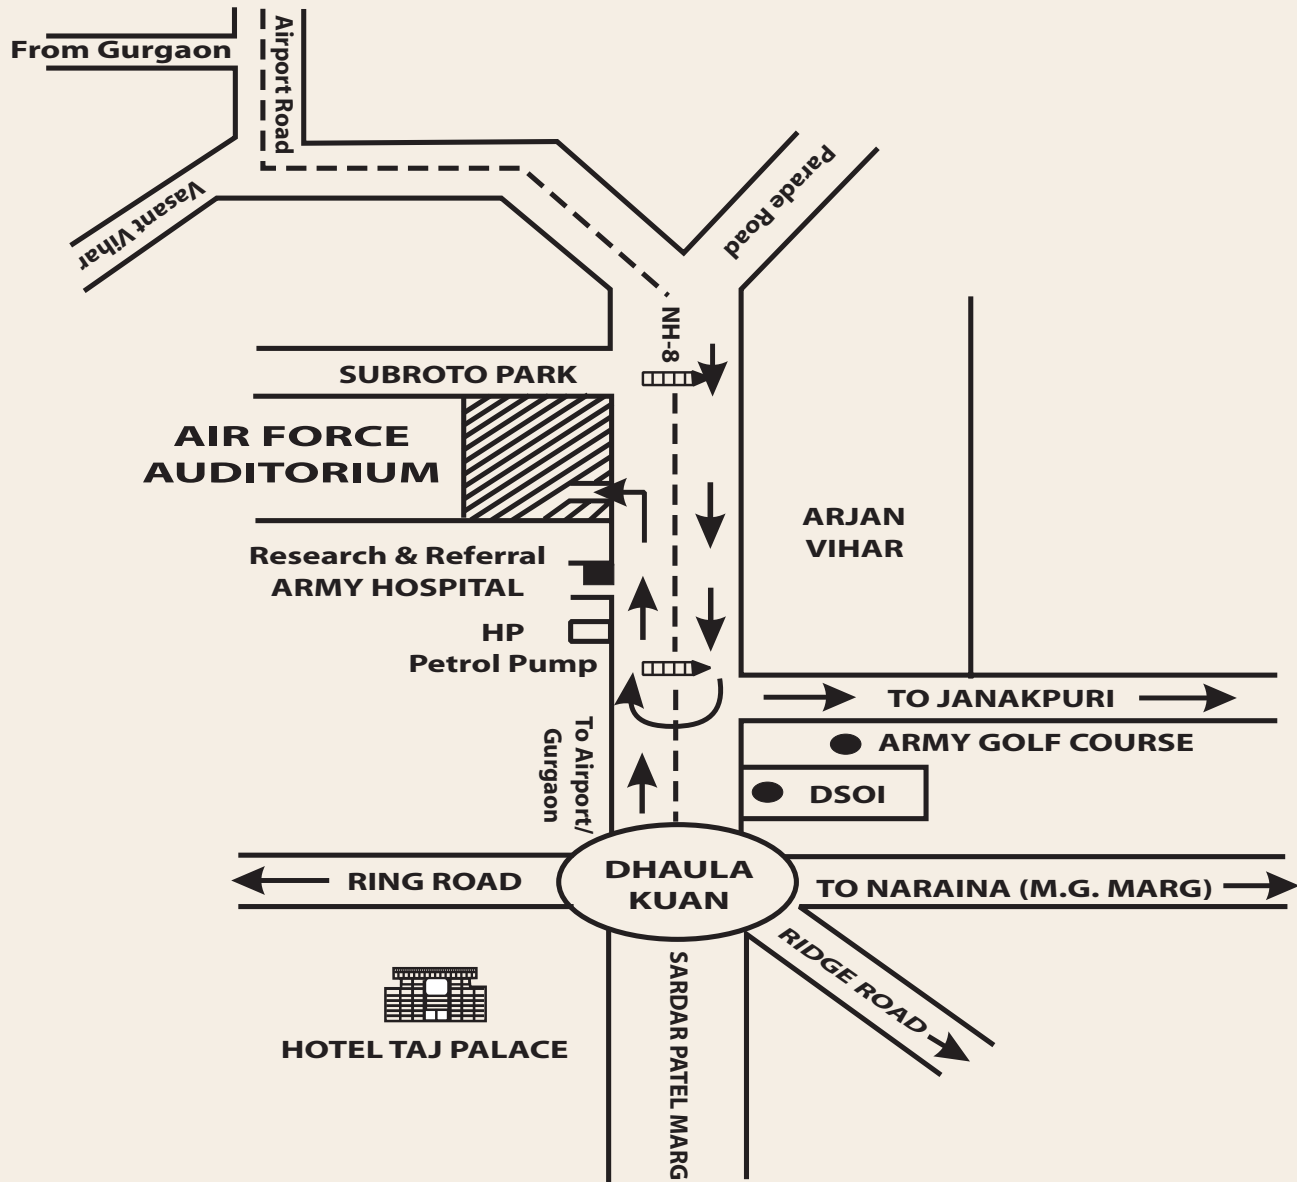 From Gurgaon
Airport Road
Vasant Vihar
Parade Road
NH-8
SUBROTO PARK
AIR FORCE
AUDITORIUM
ARJAN
VIHAR
Research & Referral
ARMY HOSPITAL
HP
Petrol Pump
TO JANAKPURI
To Airport/
Gurgaon
ARMY GOLF COURSE
DSOI
RING ROAD
DHAULA
KUAN
TO NARAINA (M.G. MARG)
RIDGE ROAD
SARDAR PATEL MARG
HOTEL TAJ PALACE